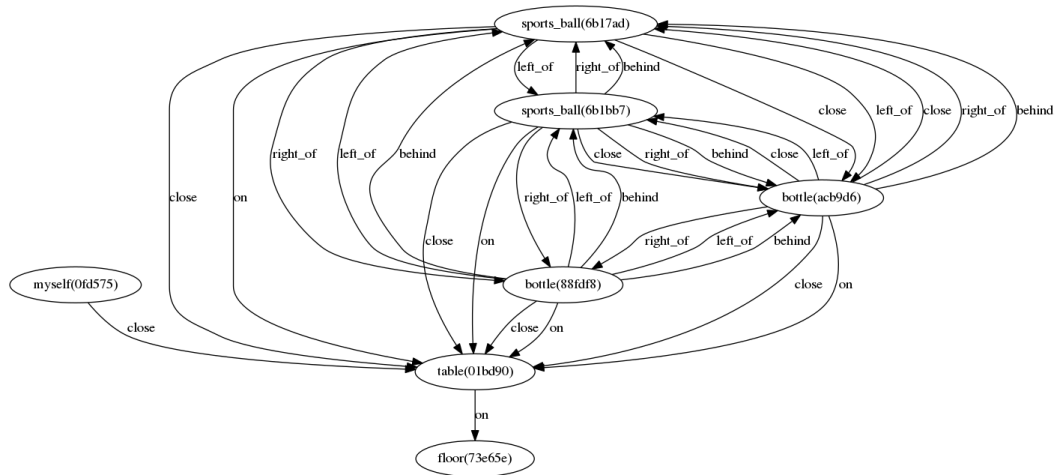 sports_ball(6b17ad)
left_of
right_of
behind
sports_ball(6b1bb7)
close
left_of
close
right_of
behind
right_of
left_of
behind
close
right_of
behind
close
left_of
close
on
bottle(acb9d6)
right_of
left_of
behind
close
on
right_of
left_of
behind
myself(0fd575)
bottle(88fdf8)
close
close
on
close
on
table(01bd90)
on
floor(73e65e)